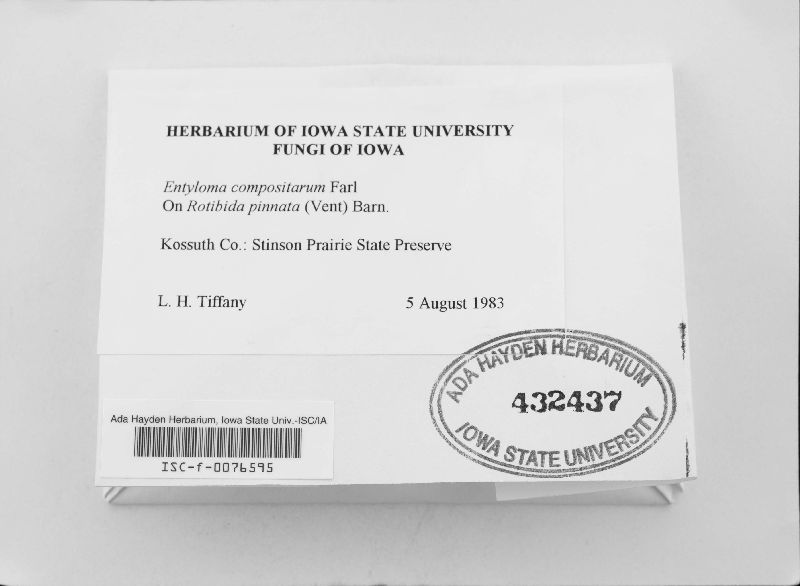 HERBARIUM OF IOWA STATE UNIVERSITY
FUNGI OF IOWA
Entyloma compositarum Farl
On Rotibida pinnata (Vent) Barn.
Kossuth Co.: Stinson Prairie State Preserve
L. H. Tiffany 5 August 1983
ADA HAYDEN HERBARIUM
432437
IOWA STATE UNIVERSITY
Ada Hayden Herbarium, Iowa State Univ.-ISC/IA
ISC-f-0076595